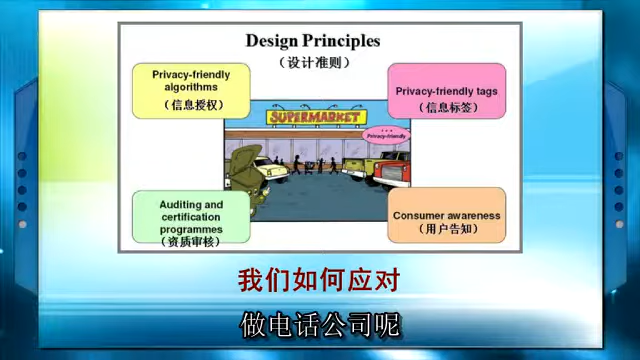 Design Principles
（设计准则）
Privacy-friendly
algorithms
（信息授权）
Privacy-friendly tags
（信息标签）
SUPERMARKET
Privacy-friendly
Auditing and
certification
programmes
（资质审核）
Consumer awareness
（用户告知）
我们如何应对
做电话公司呢